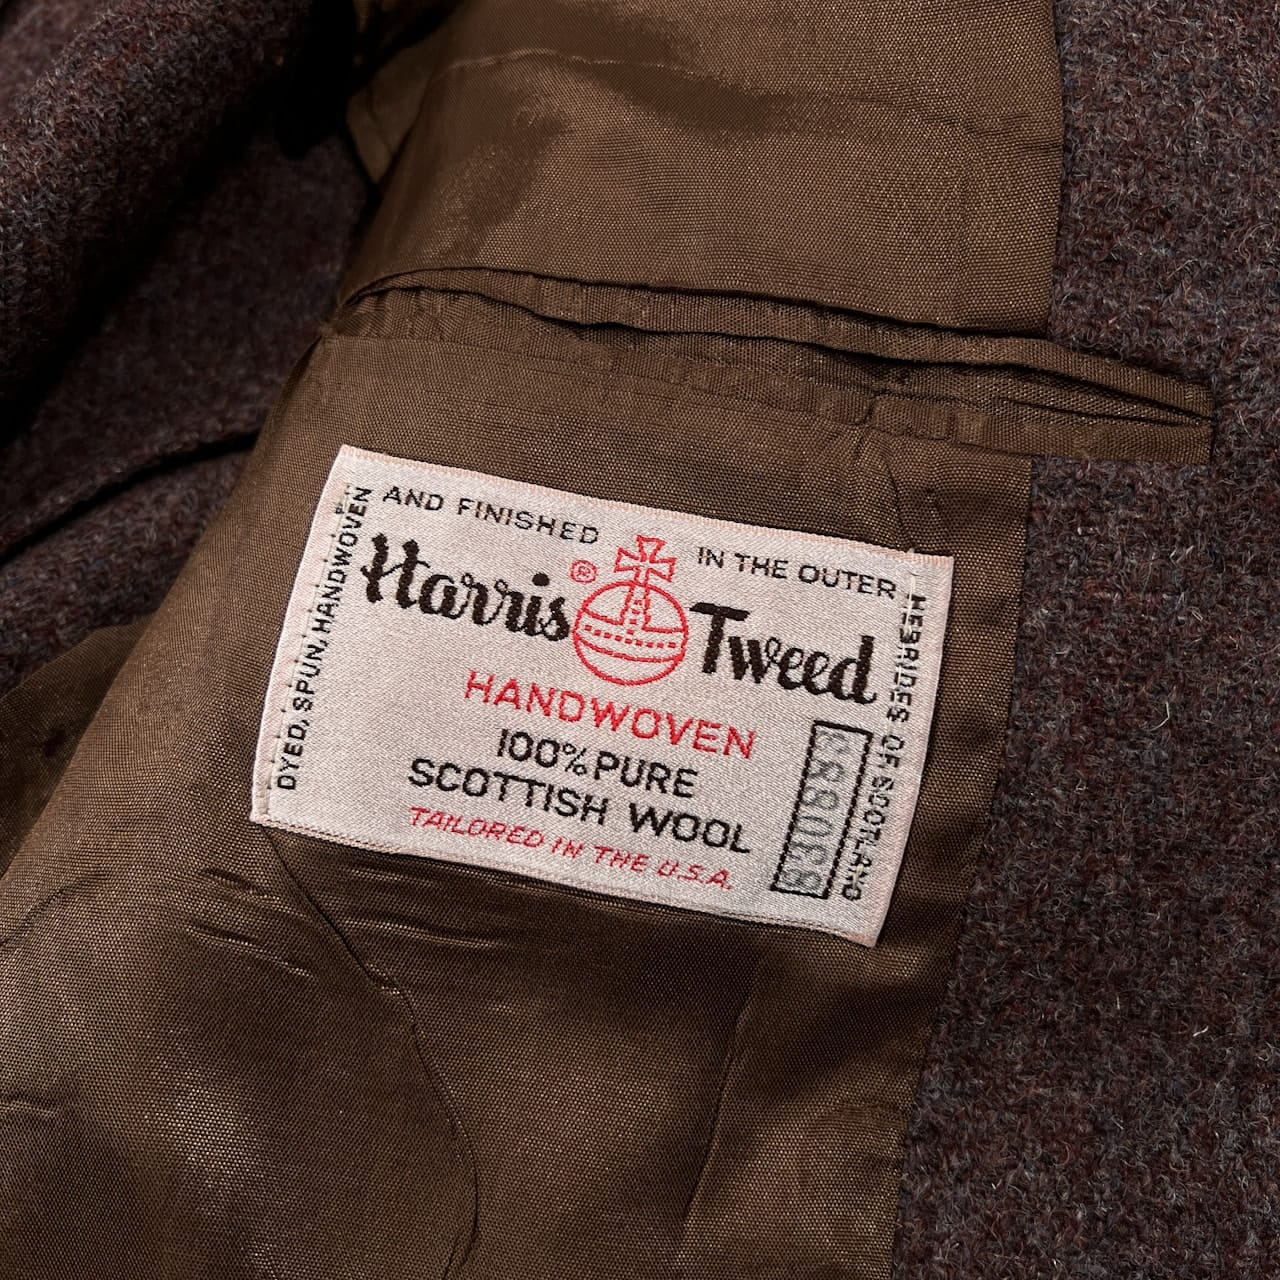 DYED, SPUN, HANDWOVEN
AND FINISHED
IN THE OUTER
HEBRIDES OF SCOTLAND
Harris ® Tweed
HANDWOVEN
100% PURE
SCOTTISH WOOL
TAILORED IN THE U.S.A.